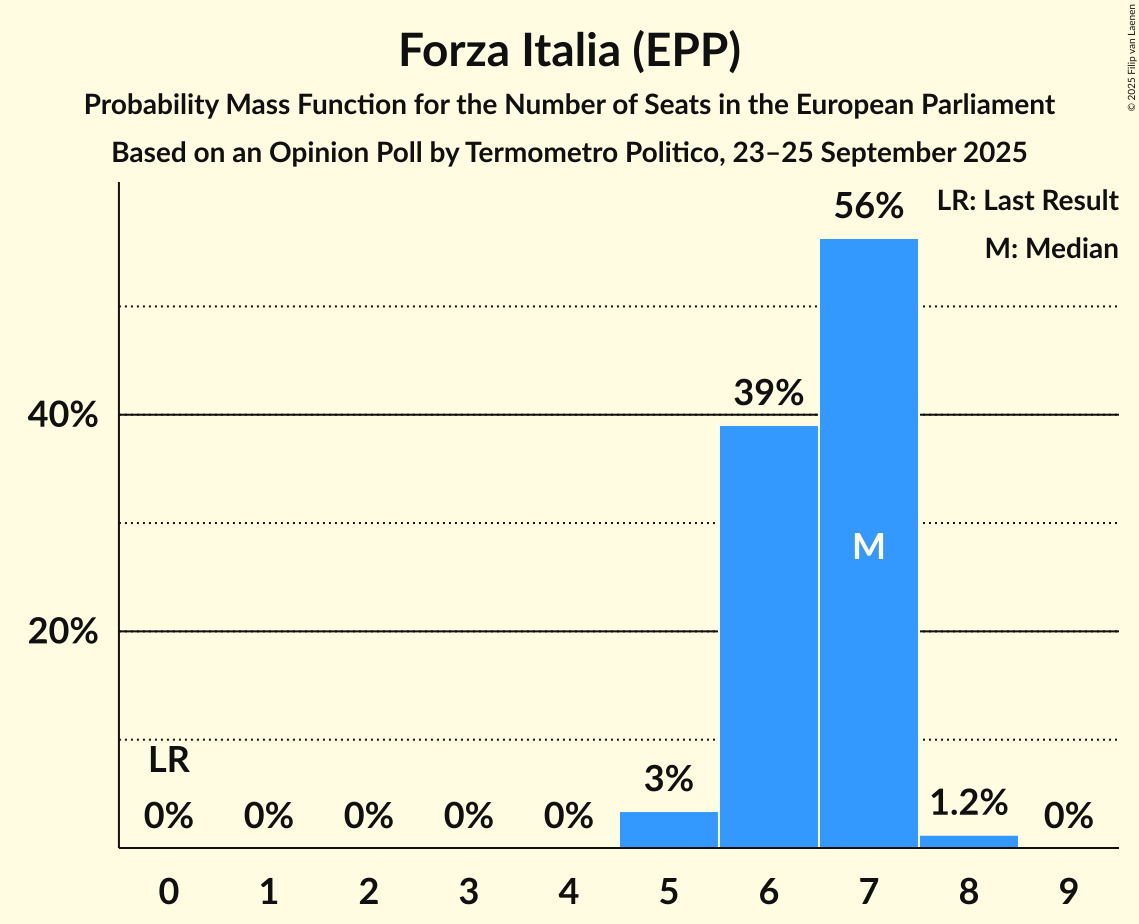 Forza Italia (EPP)
Probability Mass Function for the Number of Seats in the European Parliament
Based on an Opinion Poll by Termometro Politico, 23–25 September 2025
© 2025 Filip van Laenen
LR: Last Result
M: Median
56%
39%
40%
M
20%
LR
3%
1.2%
0% 0% 0% 0% 0% 0%
0 1 2 3 4 5 6 7 8 9